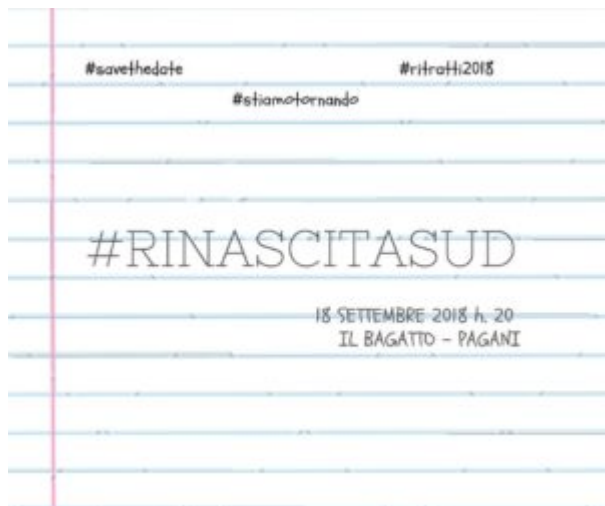 #savethedate #ritratti2018
#stiamotornando
#RINASCITASUD
18 SETTEMBRE 2018 h. 20
IL BAGATTO - PAGANI